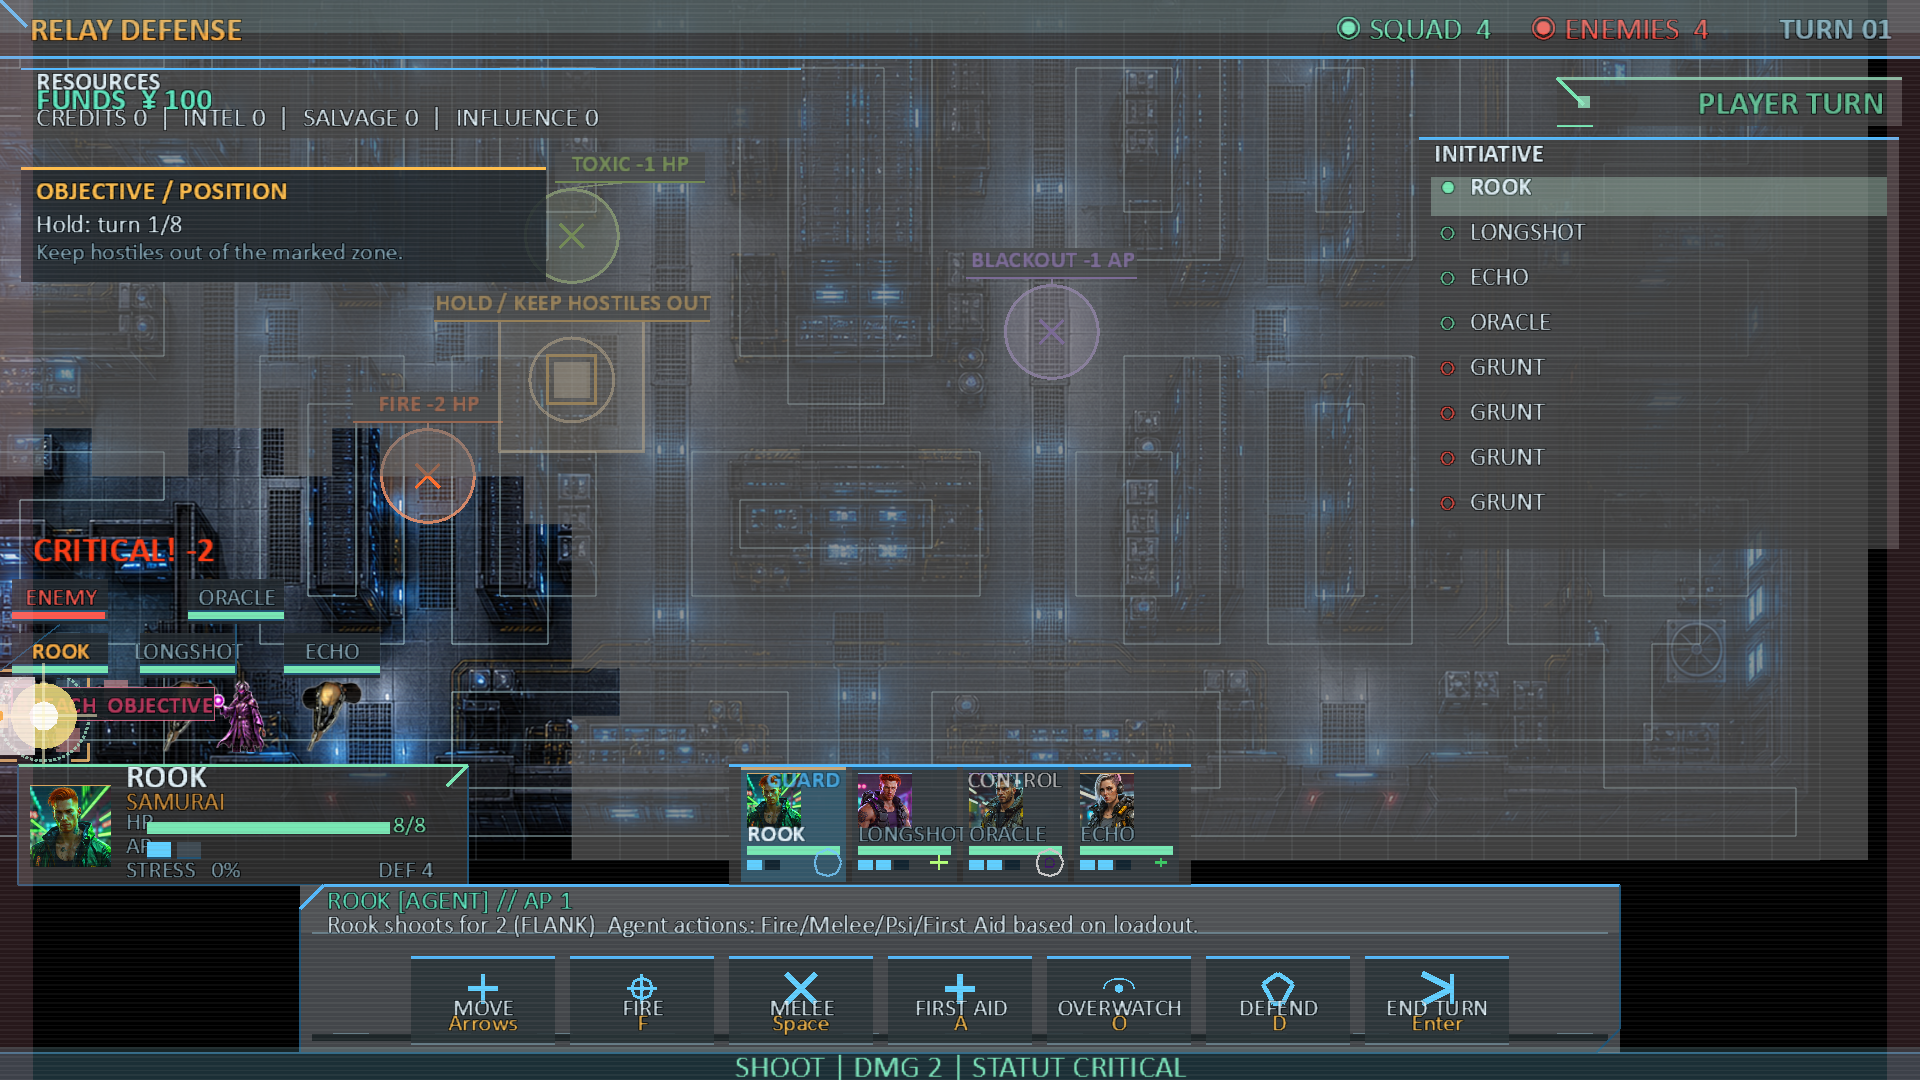 RELAY DEFENSE
SQUAD 4
ENEMIES 4
TURN 01
RESOURCES
FUNDS ¥ 100
CREDITS 0 | INTEL 0 | SALVAGE 0 | INFLUENCE 0
PLAYER TURN
INITIATIVE
ROOK
LONGSHOT
ECHO
ORACLE
GRUNT
GRUNT
GRUNT
GRUNT
OBJECTIVE / POSITION
Hold: turn 1/8
Keep hostiles out of the marked zone.
TOXIC -1 HP
BLACKOUT -1 AP
HOLD / KEEP HOSTILES OUT
FIRE -2 HP
CRITICAL! -2
ENEMY
ORACLE
ROOK
LONGSHOT
ECHO
OBJECTIVE
ROOK
SAMURAI
HP
8/8
AP
STRESS 0%
DEF 4
GUARD
ROOK
LONGSHOT
CONTROL
ORACLE
ECHO
ROOK [AGENT] // AP 1
Rook shoots for 2 (FLANK) Agent actions: Fire/Melee/Psi/First Aid based on loadout.
MOVE
Arrows
FIRE
F
MELEE
Space
FIRST AID
A
OVERWATCH
O
DEFEND
D
END TURN
Enter
SHOOT | DMG 2 | STATUT CRITICAL